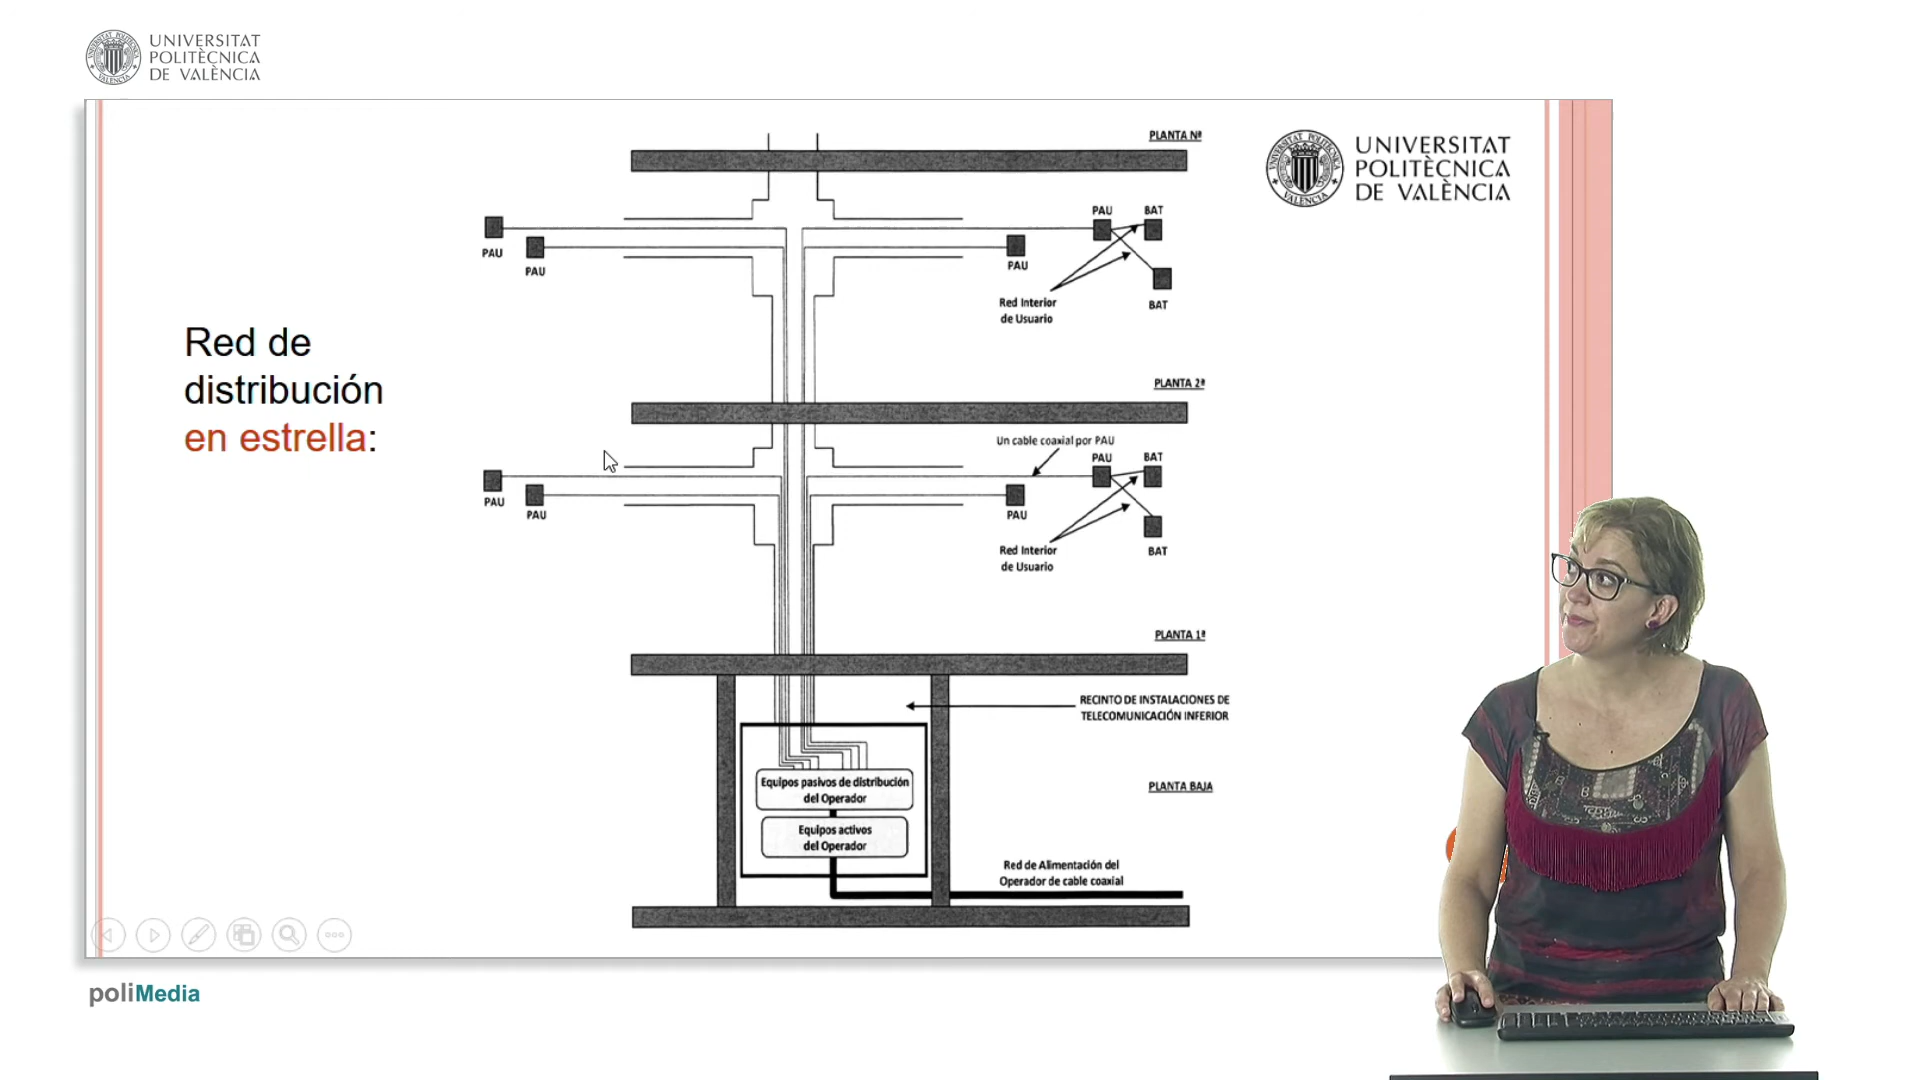 UNIVERSITAT
POLITÈCNICA
DE VALÈNCIA
UNIVERSITAT
POLITÈCNICA
DE VALÈNCIA
Red de
distribución
en estrella:
PLANTA Nª
PAU
BAT
PAU
PAU
PAU
BAT
Red Interior
de Usuario
PLANTA 2ª
Un cable coaxial por PAU
PAU
BAT
PAU
PAU
PAU
BAT
Red Interior
de Usuario
PLANTA 1ª
RECINTO DE INSTALACIONES DE
TELECOMUNICACIÓN INFERIOR
Equipos pasivos de distribución
del Operador
PLANTA BAJA
Equipos activos
del Operador
Red de Alimentación del
Operador de cable coaxial
poliMedia